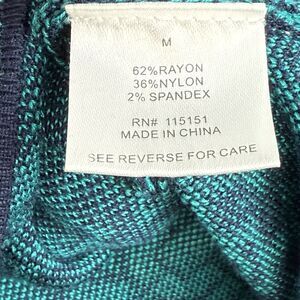 M
62%RAYON
36%NYLON
2% SPANDEX
RN# 115151
MADE IN CHINA
SEE REVERSE FOR CARE